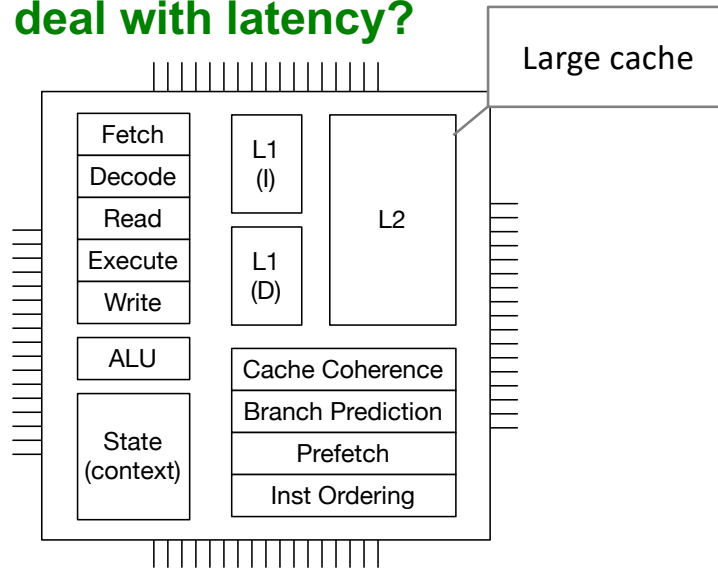 deal with latency?
Large cache
Fetch
Decode
Read
Execute
Write
ALU
State
(context)
L1
(I)
L1
(D)
L2
Cache Coherence
Branch Prediction
Prefetch
Inst Ordering